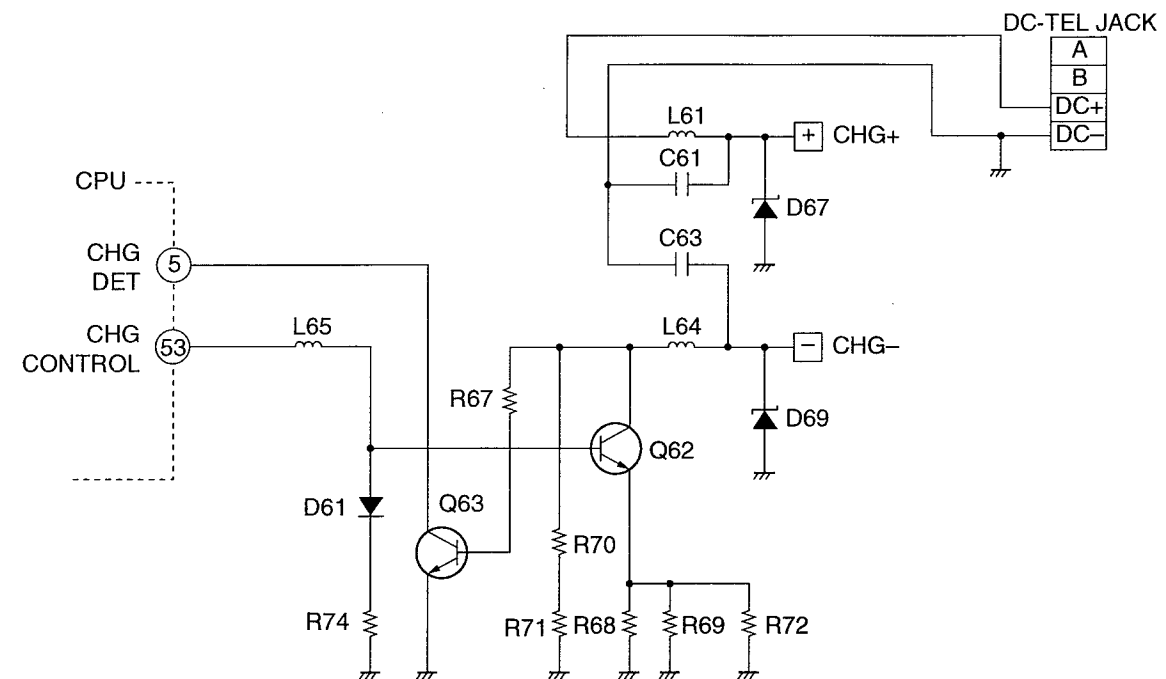 DC-TEL JACK
A
B
DC+
DC−
L61
+ CHG+
C61
D67
CPU
C63
CHG
DET
5
CHG
CONTROL
53
L65
L64
− CHG−
R67
D69
Q62
D61
Q63
R70
R74
R71
R68
R69
R72